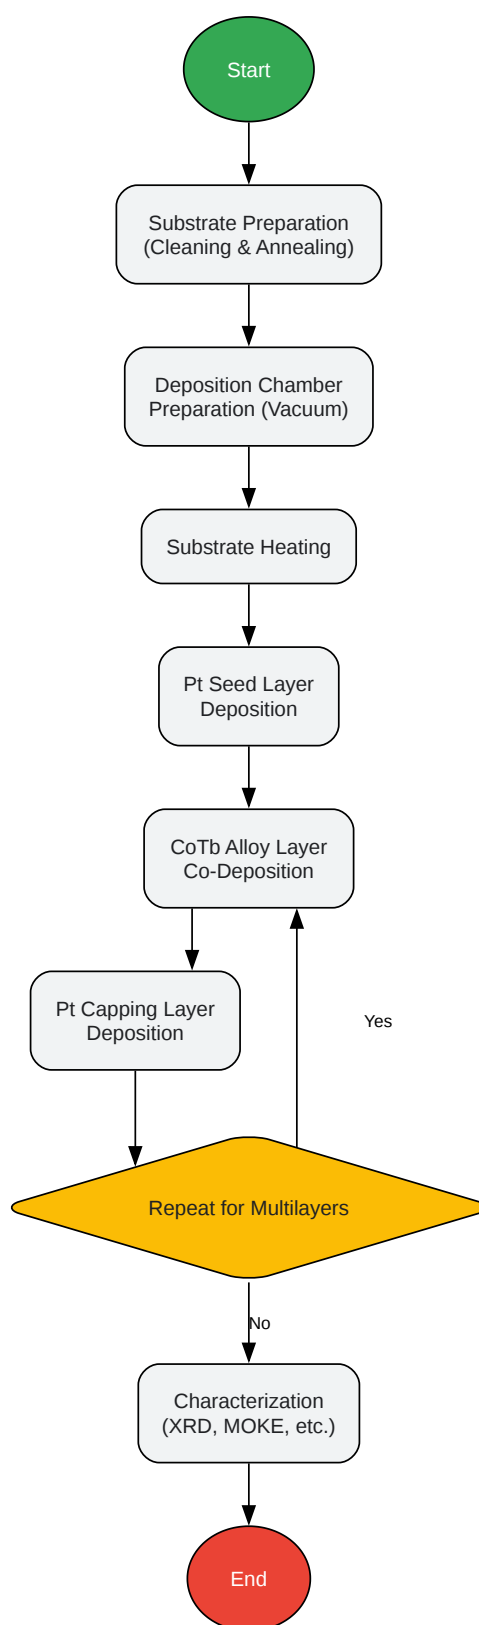 Start
Substrate Preparation
(Cleaning & Annealing)
Deposition Chamber
Preparation (Vacuum)
Substrate Heating
Pt Seed Layer
Deposition
CoTb Alloy Layer
Co-Deposition
Pt Capping Layer
Deposition
Yes
Repeat for Multilayers
No
Characterization
(XRD, MOKE, etc.)
End